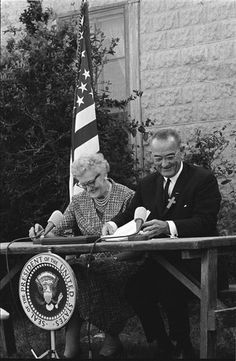 SEAL OF THE PRESIDENT OF THE UNITED STATES